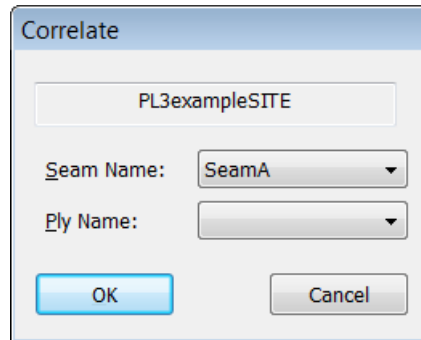 Correlate
PL3exampleSITE
Seam Name: SeamA
Ply Name:
OK Cancel